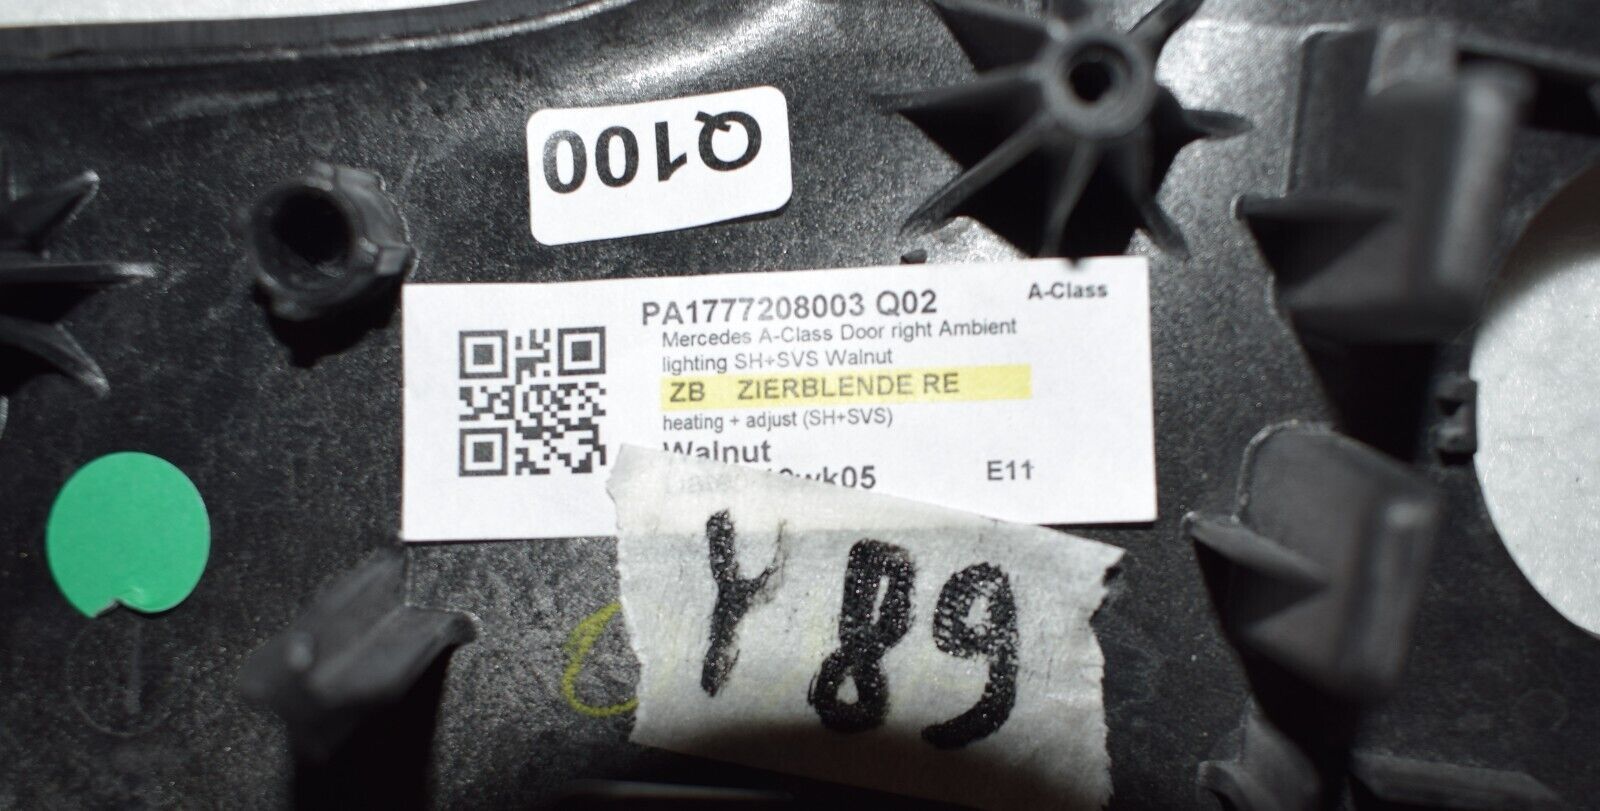 Q100
PA1777208003 Q02
A-Class
Mercedes A-Class Door right Ambient
lighting SH+SVS Walnut
ZB ZIERBLENDE RE
heating + adjust (SH+SVS)
Walnut
E11
Y 89